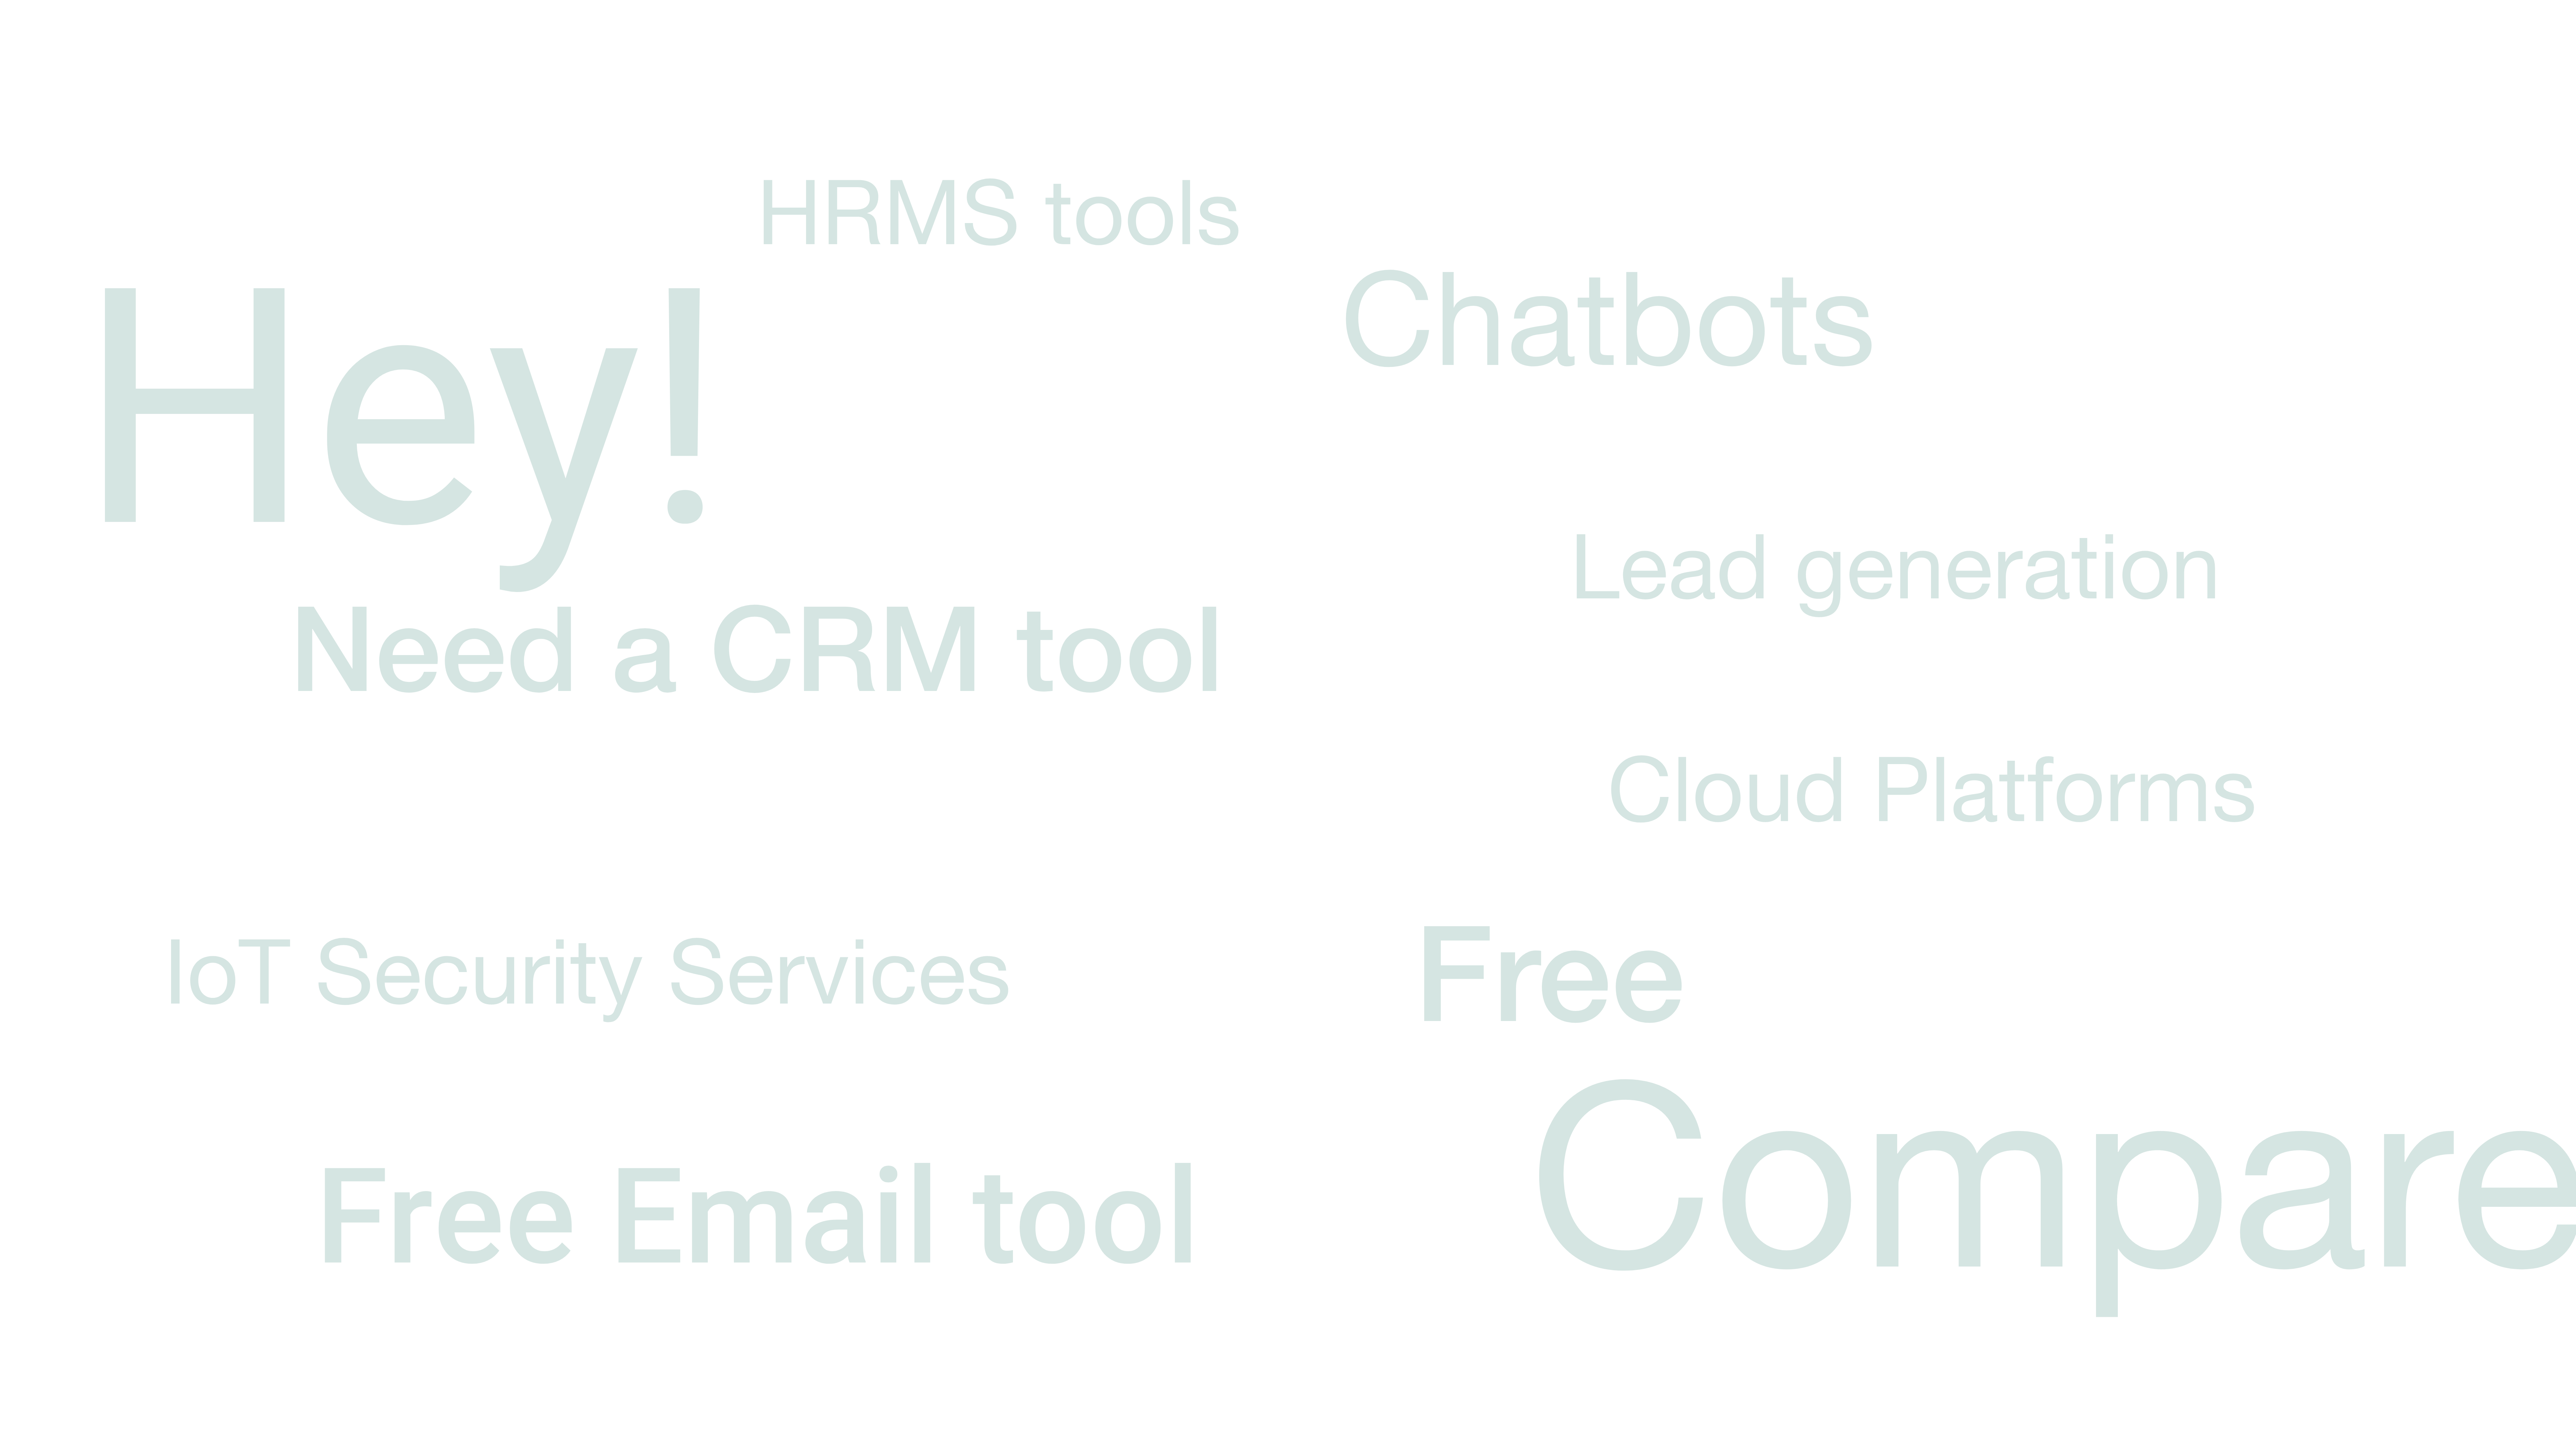 HRMS tools
Hey!
Chatbots
Lead generation
Need a CRM tool
Cloud Platforms
IoT Security Services
Free
Compare
Free Email tool